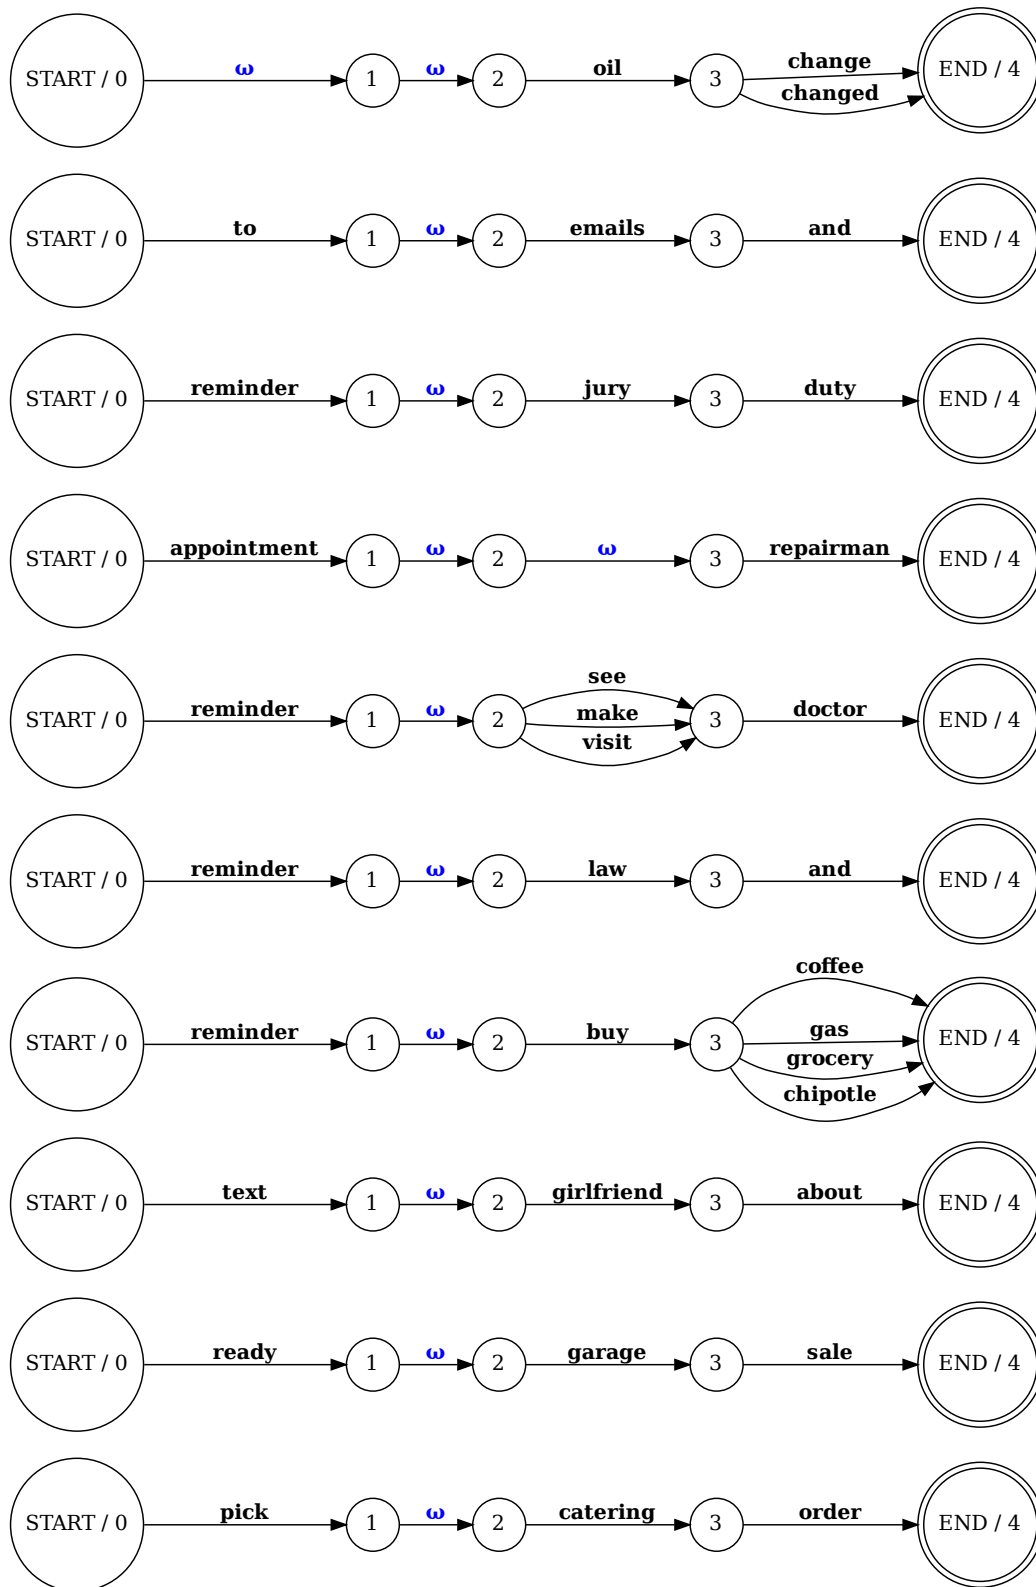 START / 0 ω 1 ω 2 oil 3 change changed END / 4
START / 0 to 1 ω 2 emails 3 and END / 4
START / 0 reminder 1 ω 2 jury 3 duty END / 4
START / 0 appointment 1 ω 2 ω 3 repairman END / 4
START / 0 reminder 1 ω 2 see make visit 3 doctor END / 4
START / 0 reminder 1 ω 2 law 3 and END / 4
START / 0 reminder 1 ω 2 buy 3 coffee gas grocery chipotle END / 4
START / 0 text 1 ω 2 girlfriend 3 about END / 4
START / 0 ready 1 ω 2 garage 3 sale END / 4
START / 0 pick 1 ω 2 catering 3 order END / 4